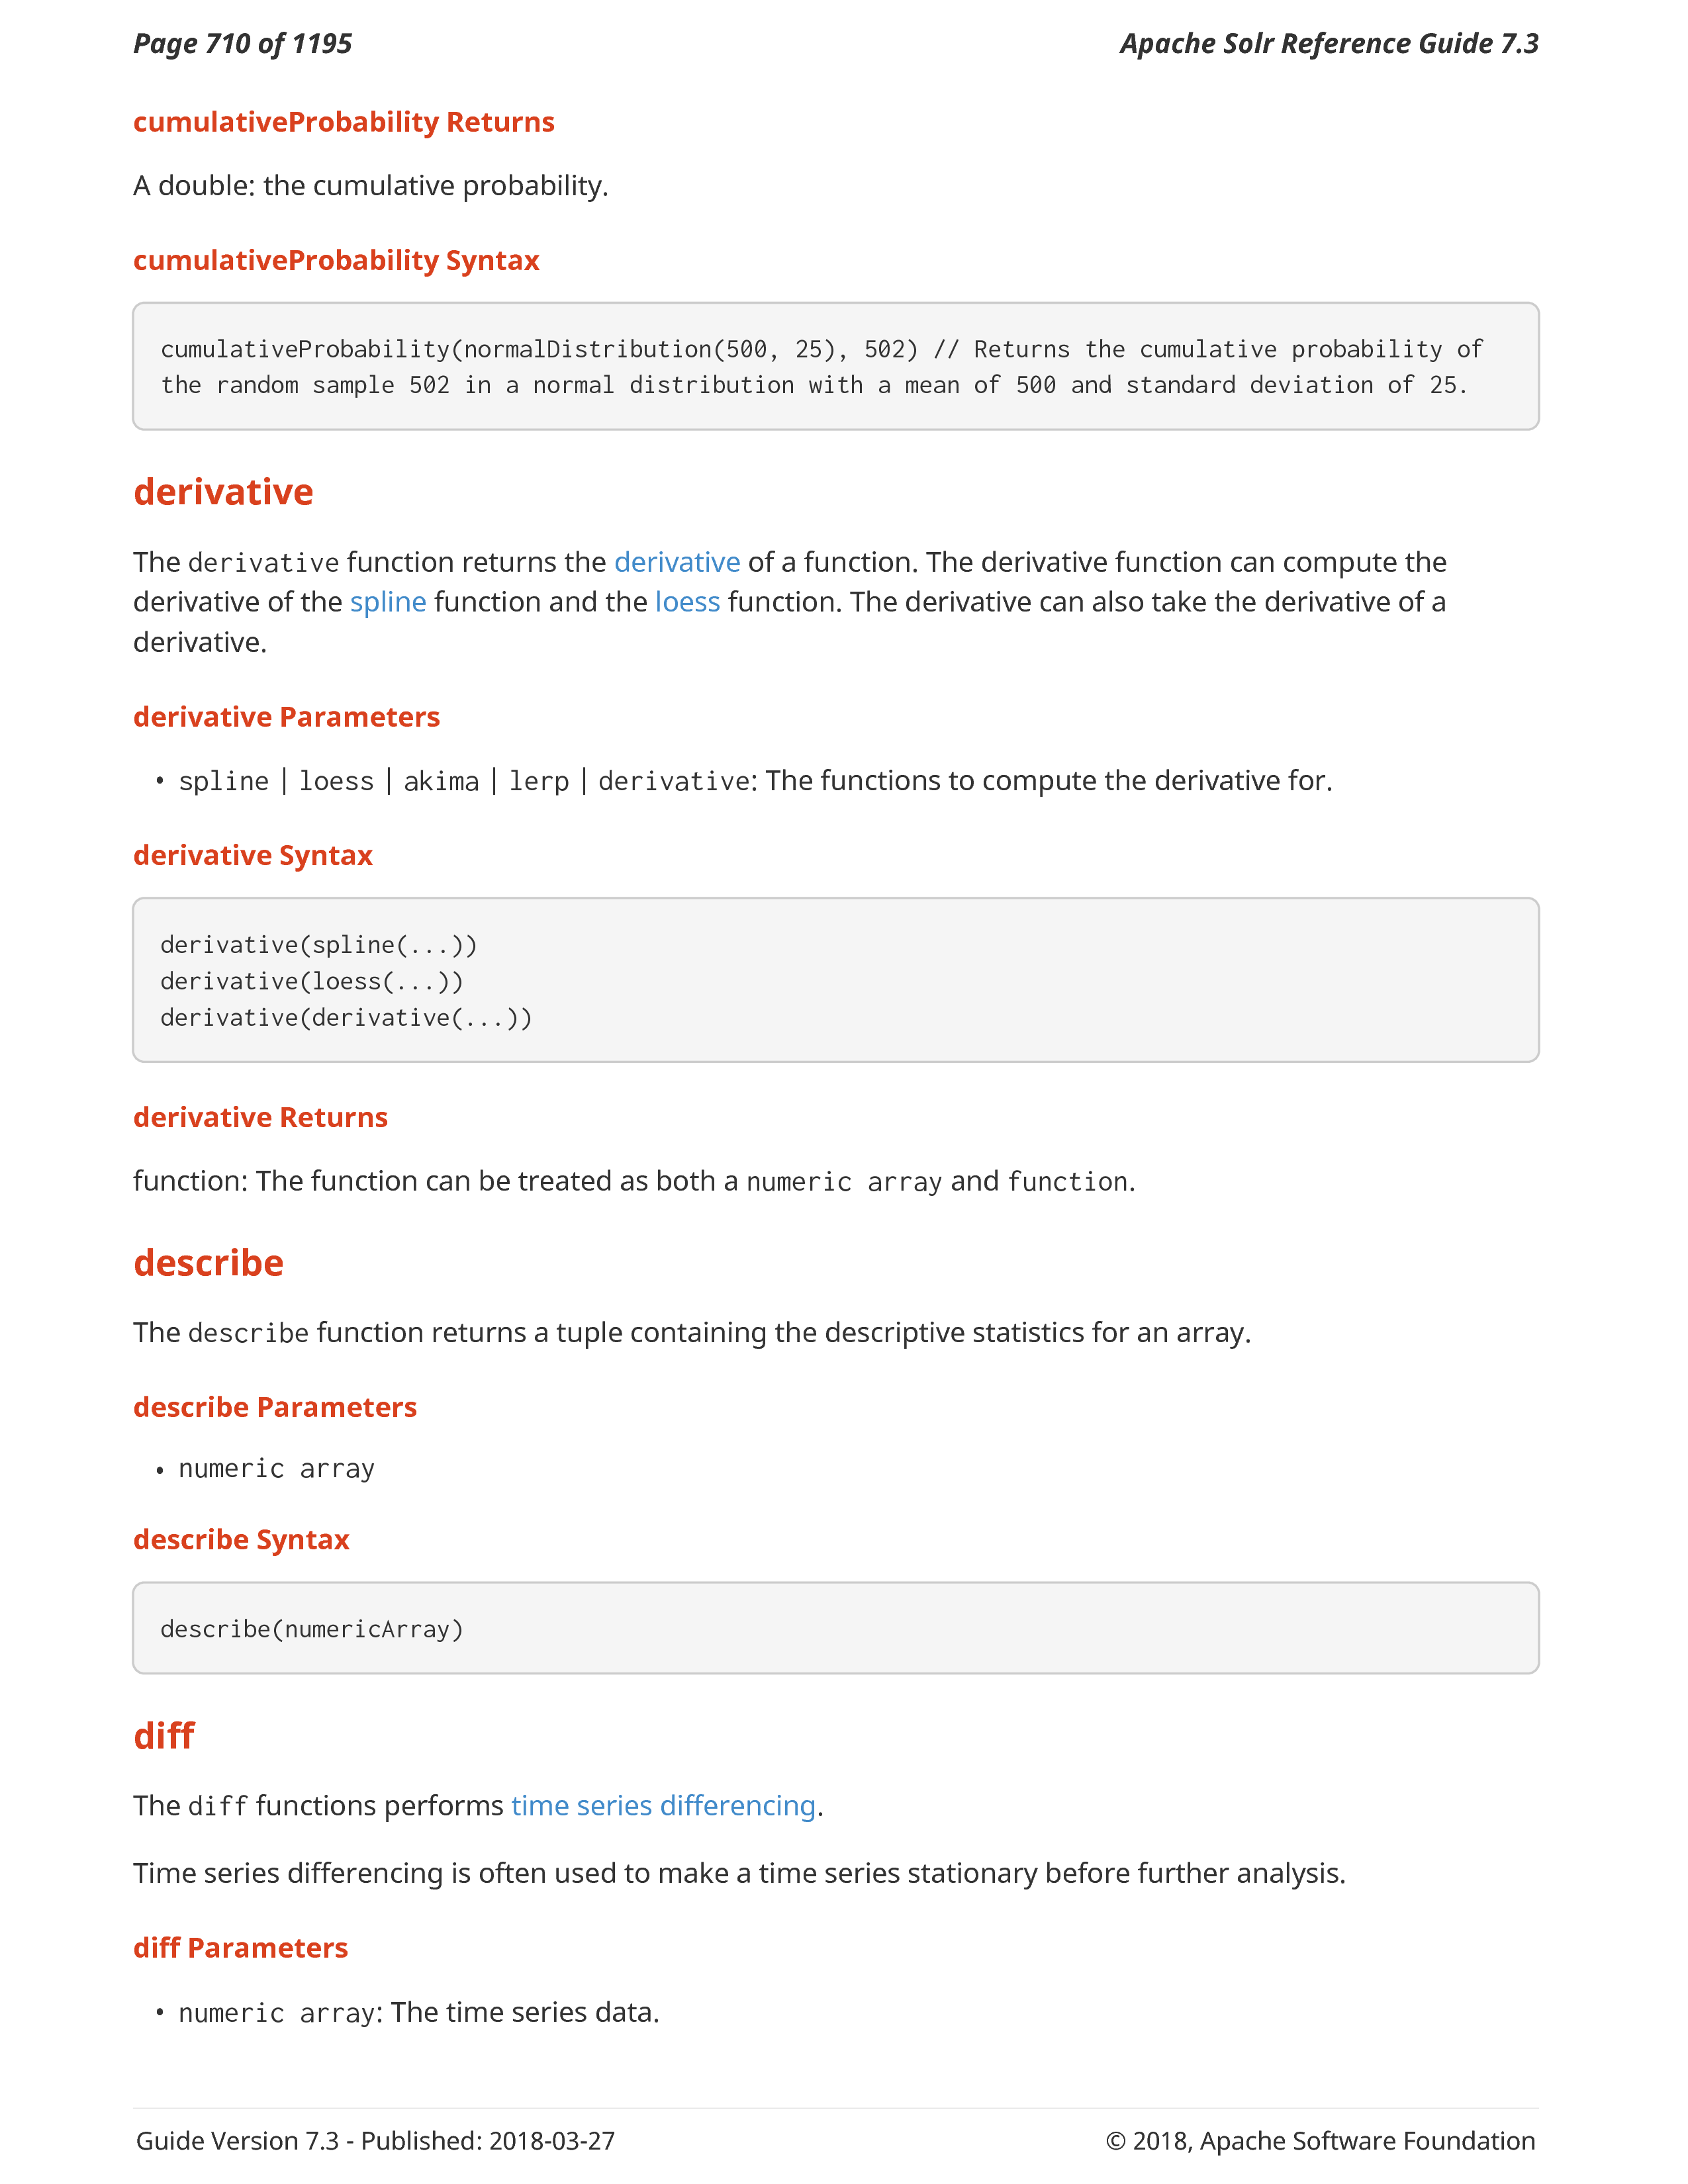 Page 710 of 1195
Apache Solr Reference Guide 7.3
cumulativeProbability Returns
A double: the cumulative probability.
cumulativeProbability Syntax
cumulativeProbability(normalDistribution(500, 25), 502) // Returns the cumulative probability of
the random sample 502 in a normal distribution with a mean of 500 and standard deviation of 25.
derivative
The derivative function returns the derivative of a function. The derivative function can compute the
derivative of the spline function and the loess function. The derivative can also take the derivative of a
derivative.
derivative Parameters
• spline | loess | akima | lerp | derivative: The functions to compute the derivative for.
derivative Syntax
derivative(spline(...))
derivative(loess(...))
derivative(derivative(...))
derivative Returns
function: The function can be treated as both a numeric array and function.
describe
The describe function returns a tuple containing the descriptive statistics for an array.
describe Parameters
• numeric array
describe Syntax
describe(numericArray)
diff
The diff functions performs time series differencing.
Time series differencing is often used to make a time series stationary before further analysis.
diff Parameters
• numeric array: The time series data.
Guide Version 7.3 - Published: 2018-03-27
© 2018, Apache Software Foundation